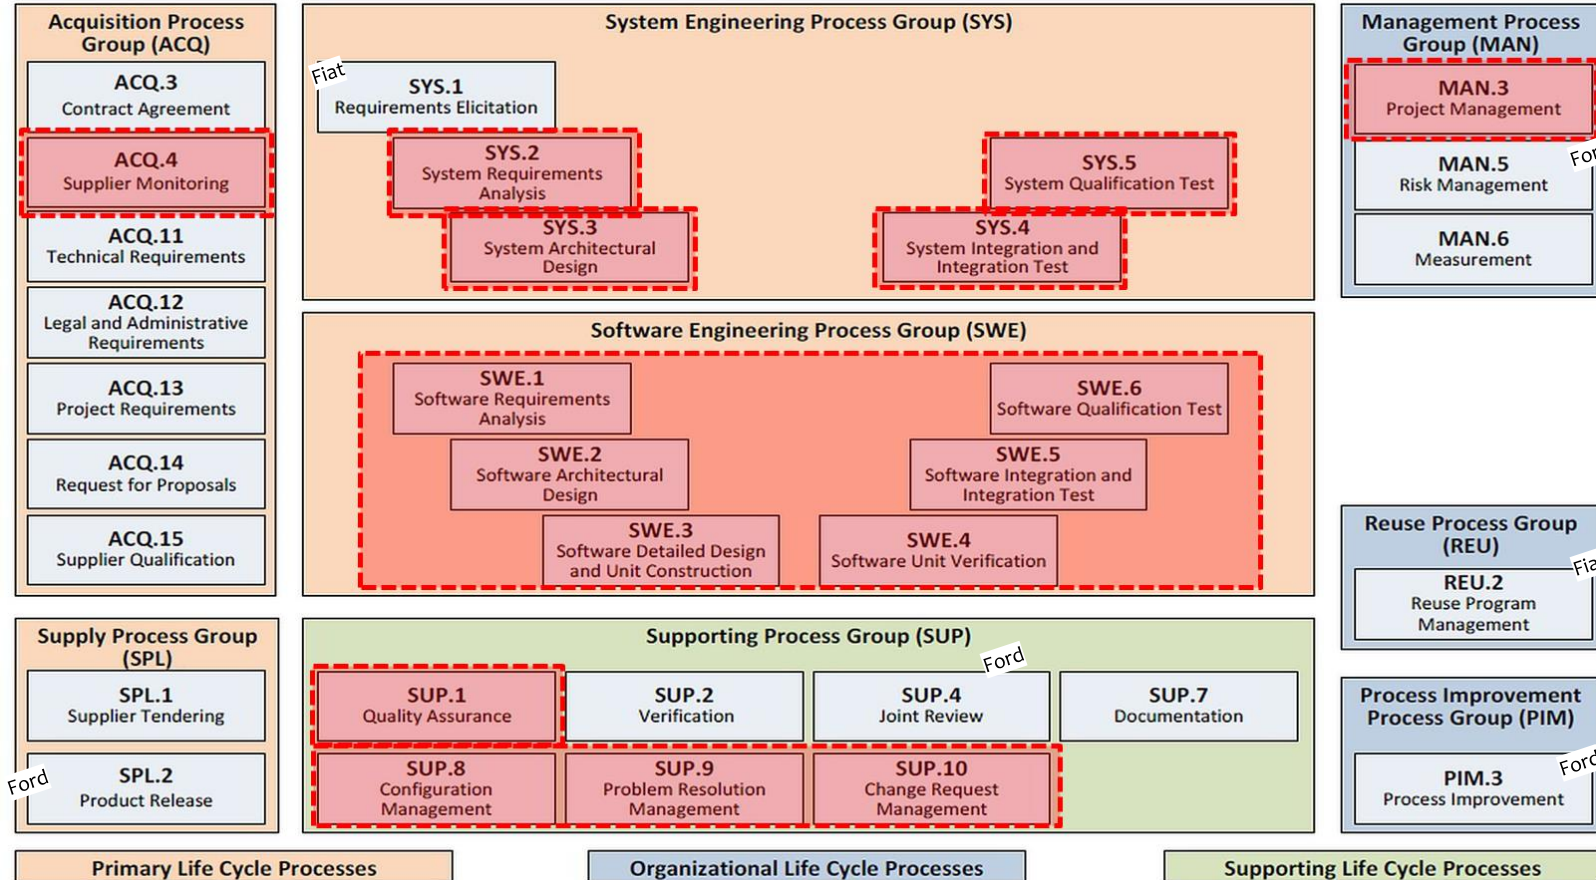 Acquisition Process
Group (ACQ)
ACQ.3
Contract Agreement
ACQ.4
Supplier Monitoring
ACQ.11
Technical Requirements
ACQ.12
Legal and Administrative
Requirements
ACQ.13
Project Requirements
ACQ.14
Request for Proposals
ACQ.15
Supplier Qualification
System Engineering Process Group (SYS)
Fiat
SYS.1
Requirements Elicitation
SYS.2
System Requirements
Analysis
SYS.3
System Architectural
Design
SYS.5
System Qualification Test
SYS.4
System Integration and
Integration Test
Management Process
Group (MAN)
MAN.3
Project Management
For
MAN.5
Risk Management
MAN.6
Measurement
Software Engineering Process Group (SWE)
SWE.1
Software Requirements
Analysis
SWE.2
Software Architectural
Design
SWE.3
Software Detailed Design
and Unit Construction
SWE.6
Software Qualification Test
SWE.5
Software Integration and
Integration Test
SWE.4
Software Unit Verification
Reuse Process Group
(REU)
Fia
REU.2
Reuse Program
Management
Supply Process Group
(SPL)
SPL.1
Supplier Tendering
Ford
SPL.2
Product Release
Supporting Process Group (SUP)
Ford
SUP.1
Quality Assurance
SUP.2
Verification
SUP.4
Joint Review
SUP.7
Documentation
SUP.8
Configuration
Management
SUP.9
Problem Resolution
Management
SUP.10
Change Request
Management
Process Improvement
Process Group (PIM)
Ford
PIM.3
Process Improvement
Primary Life Cycle Processes
Organizational Life Cycle Processes
Supporting Life Cycle Processes